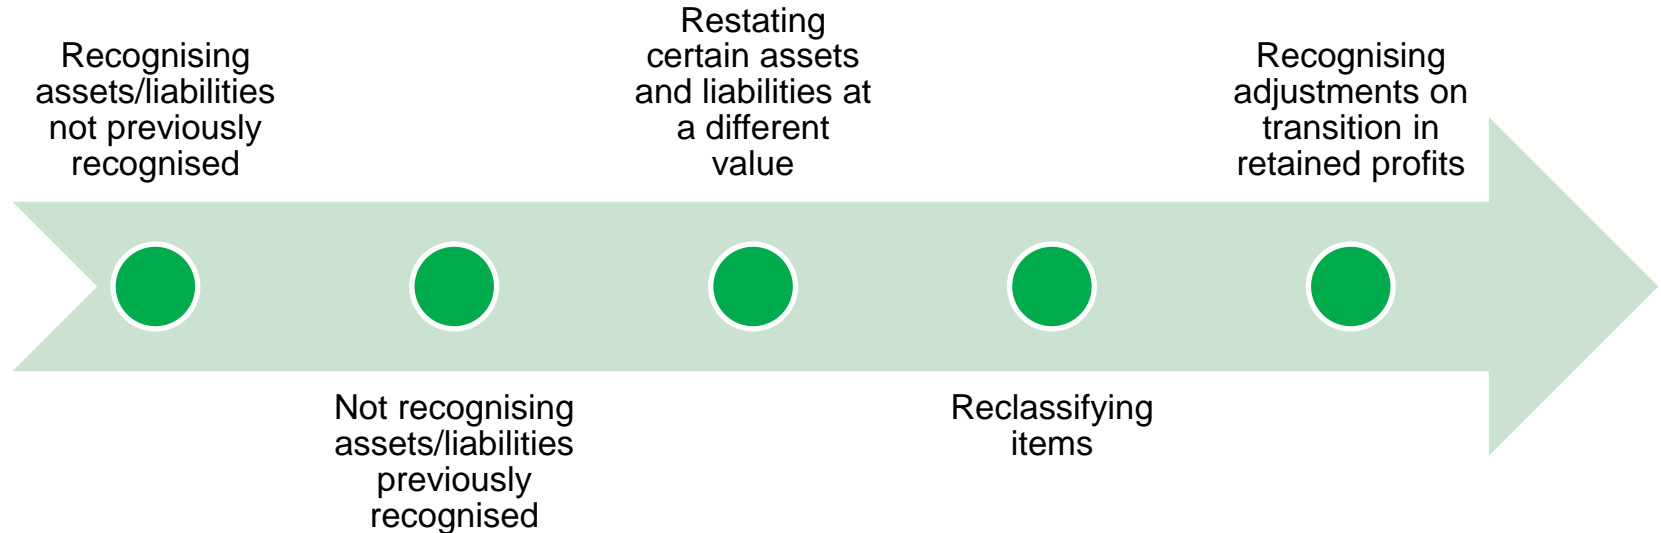 Recognising
assets/liabilities
not previously
recognised
Not recognising
assets/liabilities
previously
recognised
Restating
certain assets
and liabilities at
a different
value
Reclassifying
items
Recognising
adjustments on
transition in
retained profits